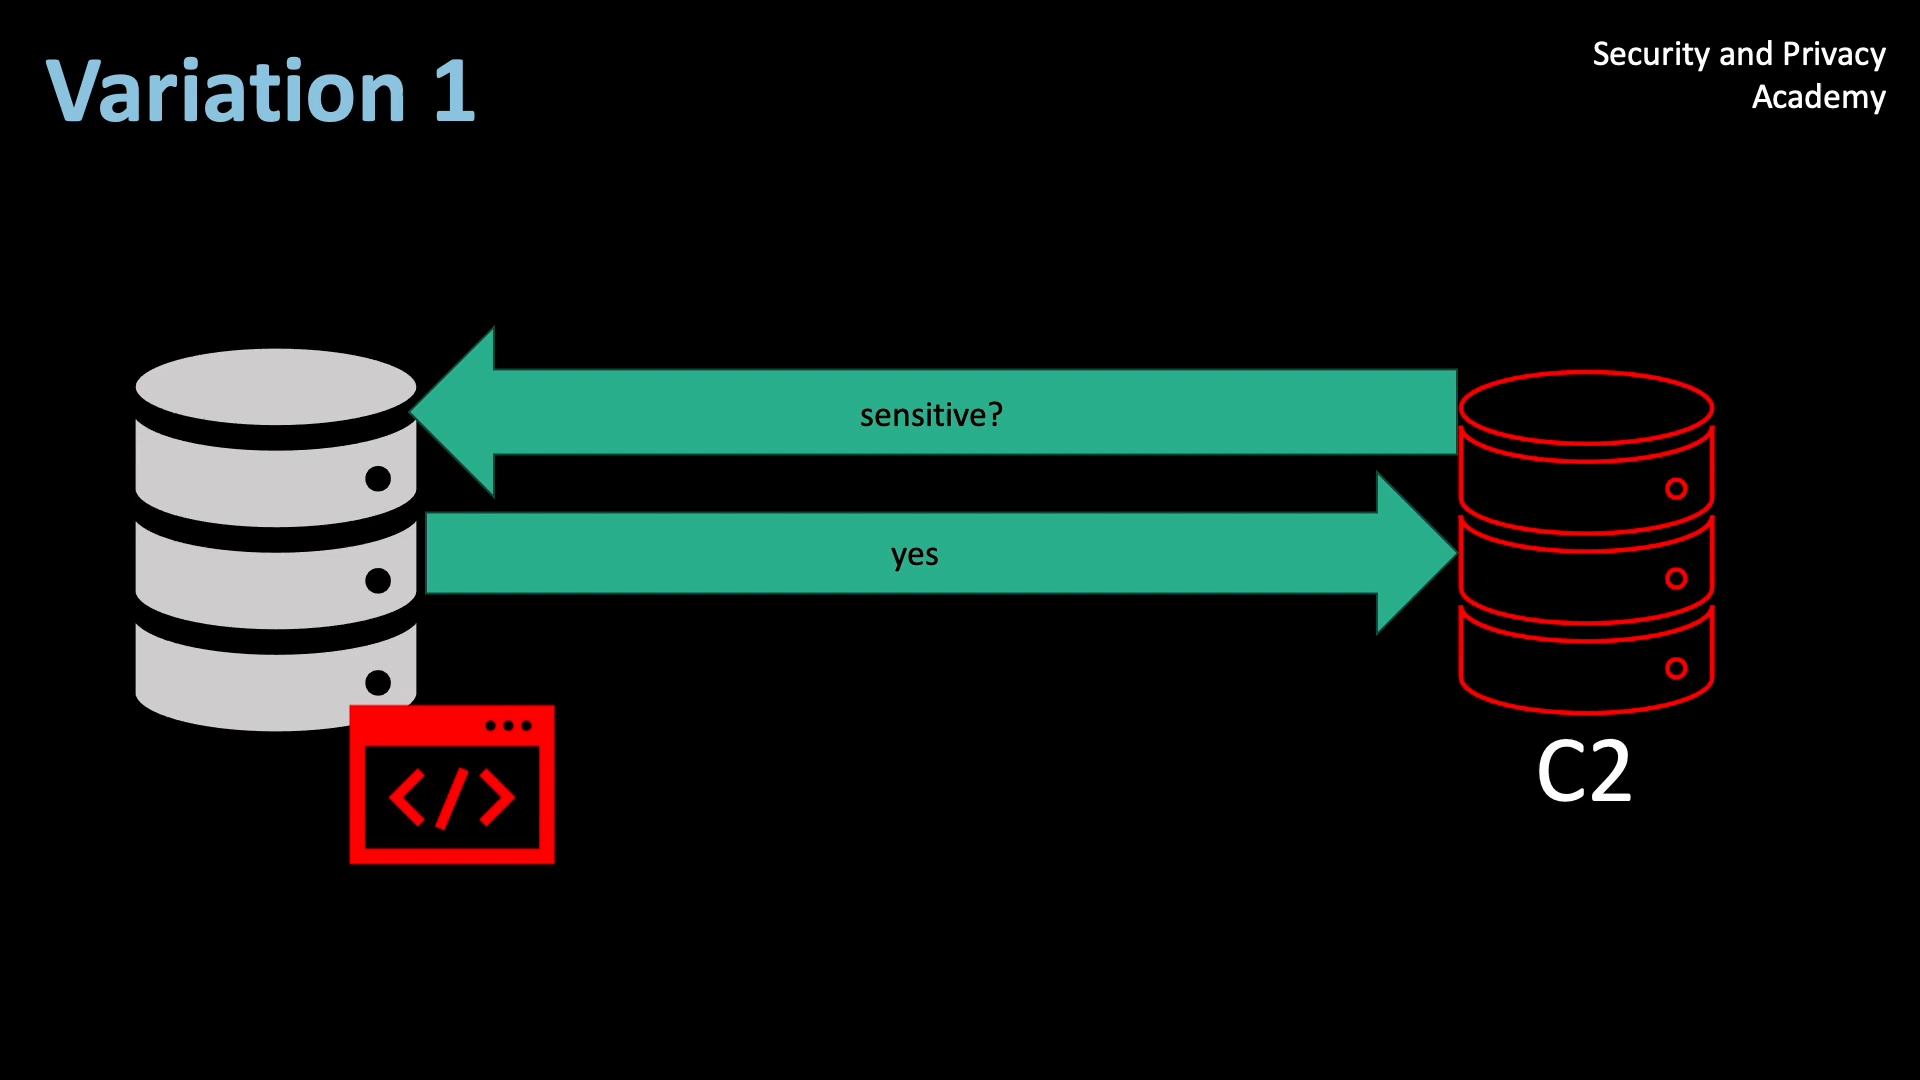 Variation 1
Security and Privacy
Academy
sensitive?
yes
</>
C2